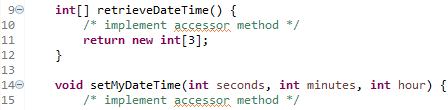 9 int[] retrieveDateTime() {
10 /* implement accessor method */
11 return new int[3];
12 }
13
14 void setMyDateTime(int seconds, int minutes, int hour) {
15 /* implement accessor method */